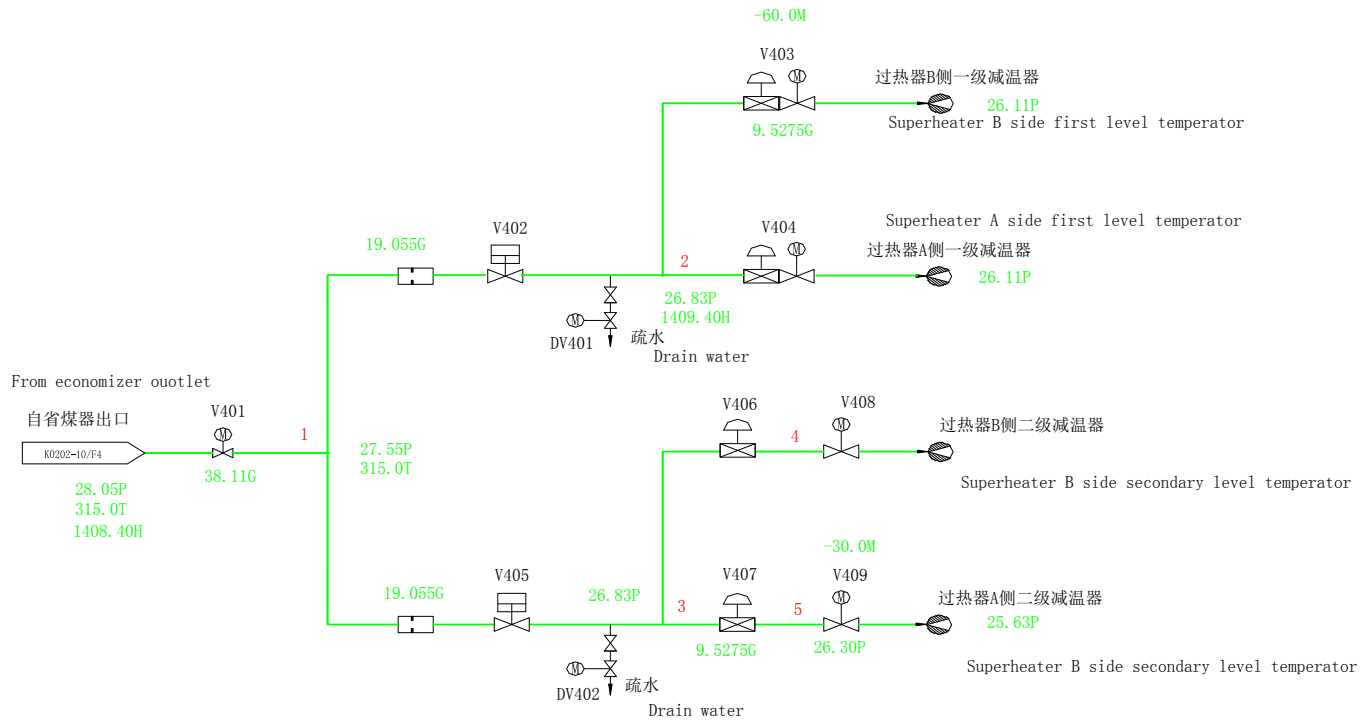 -60.0M
V403
M
过热器B侧一级减温器
26.11P
Superheater B side first level temperator
9.5275G
Superheater A side first level temperator
V402
V404
M
19.055G
过热器A侧一级减温器
2
26.11P
26.83P
1409.40H
M
DV401
疏水
Drain water
From economizer ouotlet
自省煤器出口
V401
M
1
K0202-10/F4
38.11G
27.55P
315.0T
28.05P
315.0T
1408.40H
V406
V408
M
过热器B侧二级减温器
4
Superheater B side secondary level temperator
-30.0M
V405
V407
V409
M
19.055G
26.83P
过热器A侧二级减温器
3
5
25.63P
9.5275G
26.30P
M
DV402
疏水
Superheater B side secondary level temperator
Drain water